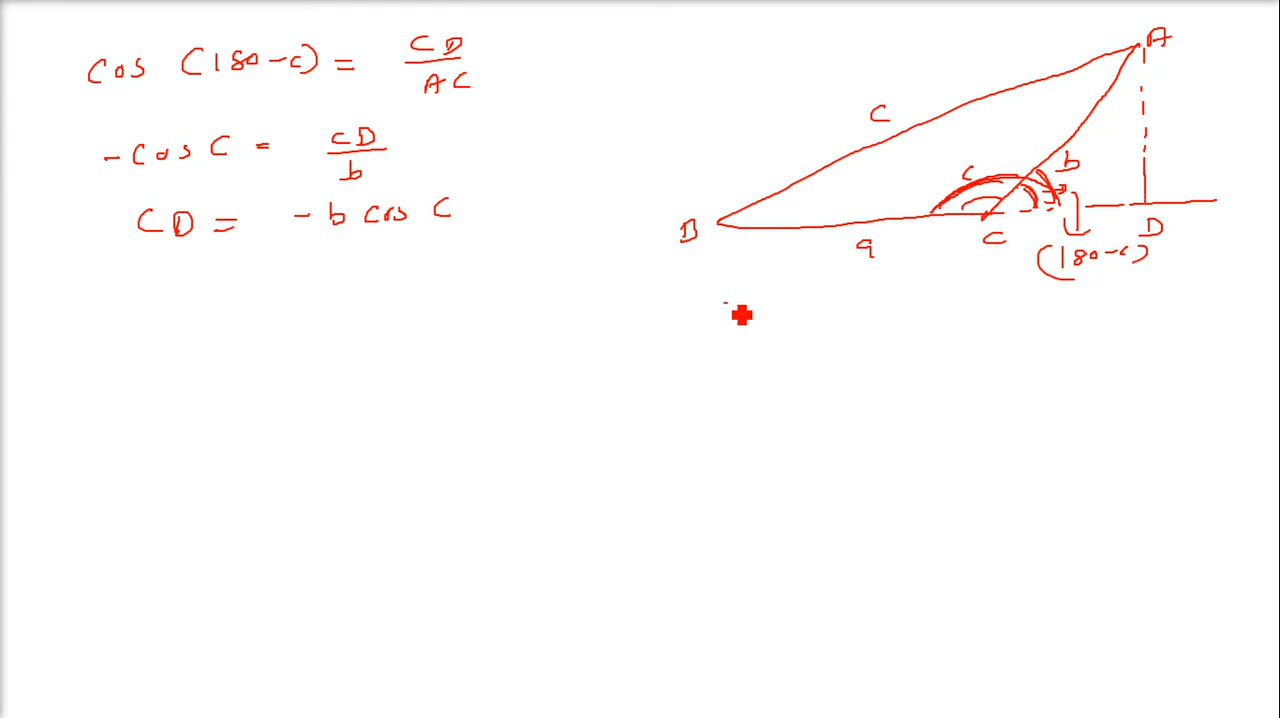 cos (180-c) = CD/AC
-cos C = CD/b
CD = -b cos C
A
C
b
c
B
a
C
D
(180-c)